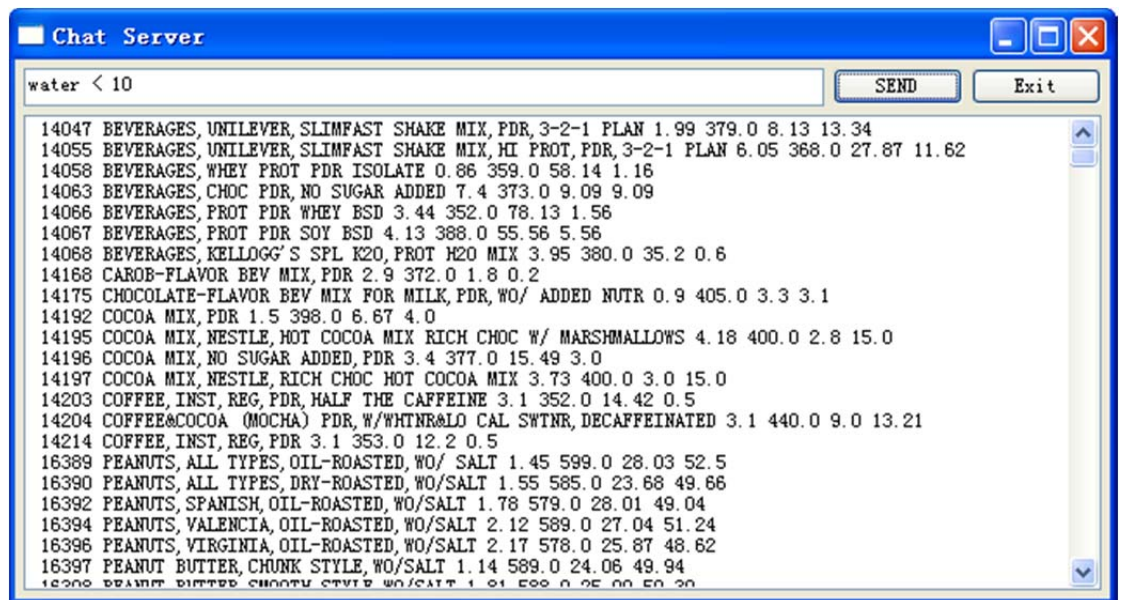 Chat Server
water < 10
SEND
Exit
14047 BEVERAGES, UNILEVER, SLIMFAST SHAKE MIX, PDR, 3-2-1 PLAN 1.99 379.0 8.13 13.34
14055 BEVERAGES, UNILEVER, SLIMFAST SHAKE MIX, HI PROT, PDR, 3-2-1 PLAN 6.05 368.0 27.87 11.62
14058 BEVERAGES, WHEY PROT PDR ISOLATE 0.86 359.0 58.14 1.16
14063 BEVERAGES, CHOC PDR, NO SUGAR ADDED 7.4 373.0 9.09 9.09
14066 BEVERAGES, PROT PDR WHEY BSD 3.44 352.0 78.13 1.56
14067 BEVERAGES, PROT PDR SOY BSD 4.13 388.0 55.56 5.56
14068 BEVERAGES, KELLOGG'S SPL K20, PROT H20 MIX 3.95 380.0 35.2 0.6
14168 CAROB-FLAVOR BEV MIX, PDR 2.9 372.0 1.8 0.2
14175 CHOCOLATE-FLAVOR BEV MIX FOR MILK, PDR, WO/ ADDED NUTR 0.9 405.0 3.3 3.1
14192 COCOA MIX, PDR 1.5 398.0 6.67 4.0
14195 COCOA MIX, NESTLE, HOT COCOA MIX RICH CHOC W/ MARSHMALLOWS 4.18 400.0 2.8 15.0
14196 COCOA MIX, NO SUGAR ADDED, PDR 3.4 377.0 15.49 3.0
14197 COCOA MIX, NESTLE, RICH CHOC HOT COCOA MIX 3.73 400.0 3.0 15.0
14203 COFFEE, INST, REG, PDR, HALF THE CAFFEINE 3.1 352.0 14.42 0.5
14204 COFFEE&COCOA (MOCHA) PDR, W/WHTNR&LO CAL SWTNR, DECAFFEINATED 3.1 440.0 9.0 13.21
14214 COFFEE, INST, REG, PDR 3.1 353.0 12.2 0.5
16389 PEANUTS, ALL TYPES, OIL-ROASTED, WO/ SALT 1.45 599.0 28.03 52.5
16390 PEANUTS, ALL TYPES, DRY-ROASTED, WO/SALT 1.55 585.0 23.68 49.66
16392 PEANUTS, SPANISH, OIL-ROASTED, WO/SALT 1.78 579.0 28.01 49.04
16394 PEANUTS, VALENCIA, OIL-ROASTED, WO/SALT 2.12 589.0 27.04 51.24
16396 PEANUTS, VIRGINIA, OIL-ROASTED, WO/SALT 2.17 578.0 25.87 48.62
16397 PEANUT BUTTER, CHUNK STYLE, WO/SALT 1.14 589.0 24.06 49.94
16398 PEANUT BUTTER, SMOOTH STYLE, WO/SALT 1.81 588.0